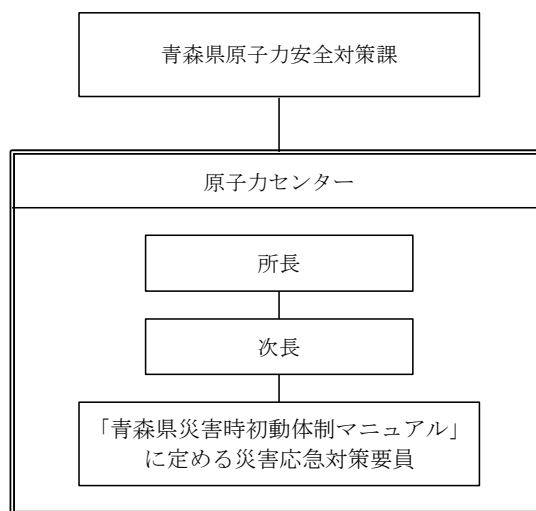 青森県原子力安全対策課
原子力センター
所長
次長
「青森県災害時初動体制マニュアル」
に定める災害応急対策要員